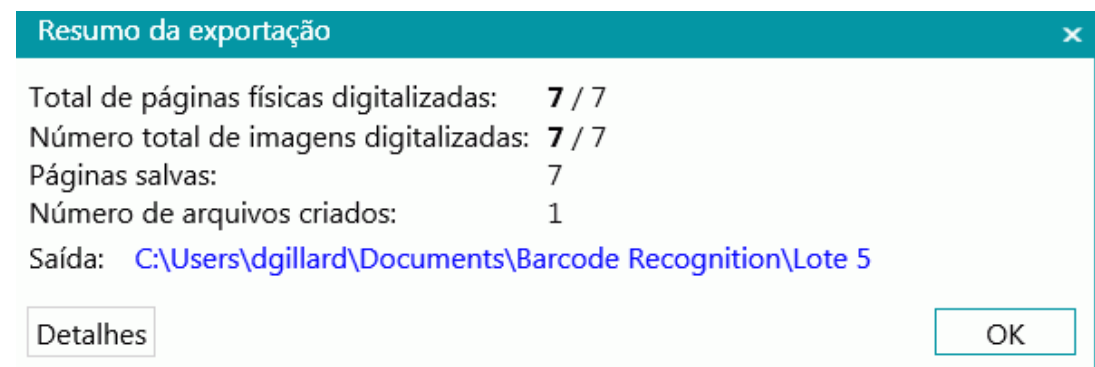 Resumo da exportação ×
Total de páginas físicas digitalizadas: 7 / 7
Número total de imagens digitalizadas: 7 / 7
Páginas salvas: 7
Número de arquivos criados: 1
Saída: C:\Users\dgillard\Documents\Barcode Recognition\Lote 5
Detalhes OK